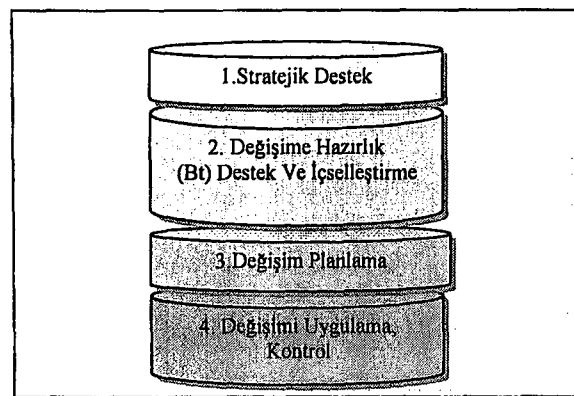 1.Stratejik Destek
2. Değişime Hazırlık
(Bt) Destek Ve İçselleştirme
3.Değişim Planlama
4. Değişimi Uygulama,
Kontrol